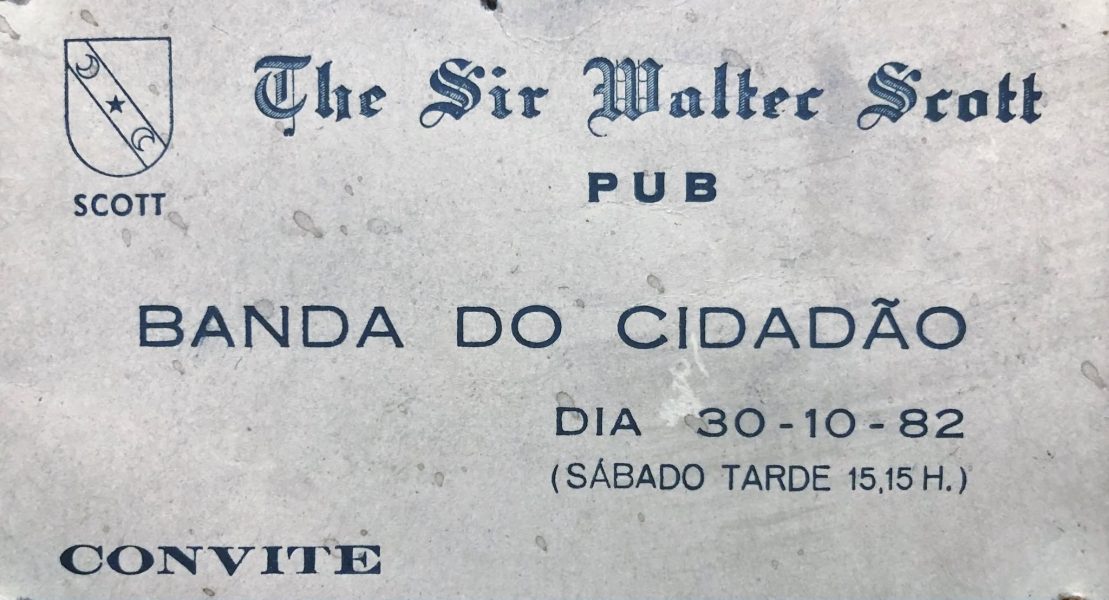 The Sir Walter Scott
PUB
SCOTT
BANDA DO CIDADÃO
DIA 30-10-82
(SÁBADO TARDE 15,15 H.)
CONVITE